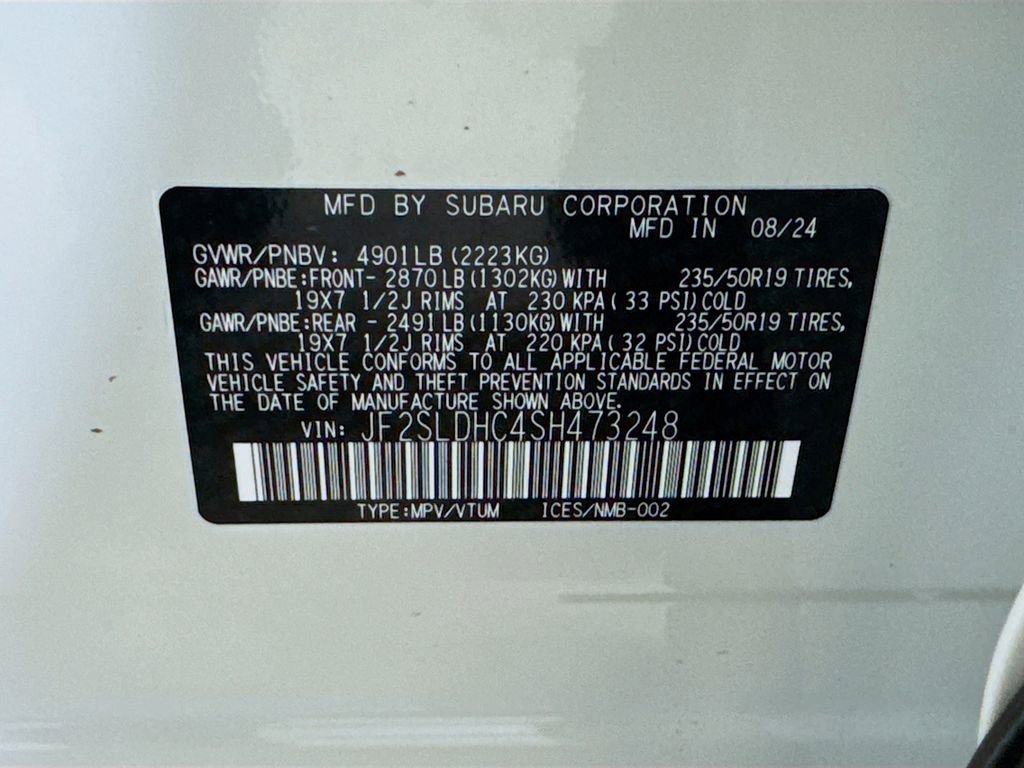 MFD BY SUBARU CORPORATION
MFD IN 08/24
GVWR/PNBV: 4901LB(2223KG)
GAWR/PNBE:FRONT- 2870LB(1302KG)WITH 235/50R19 TIRES,
19X7 1/2J RIMS AT 230 KPA(33 PSI)COLD
GAWR/PNBE:REAR - 2491LB(1130KG)WITH 235/50R19 TIRES,
19X7 1/2J RIMS AT 220 KPA(32 PSI)COLD
THIS VEHICLE CONFORMS TO ALL APPLICABLE FEDERAL MOTOR
VEHICLE SAFETY AND THEFT PREVENTION STANDARDS IN EFFECT ON
THE DATE OF MANUFACTURE SHOWN ABOVE.
VIN: JF2SLDHC4SH473248
TYPE:MPV/VTUM ICES/NMB-002